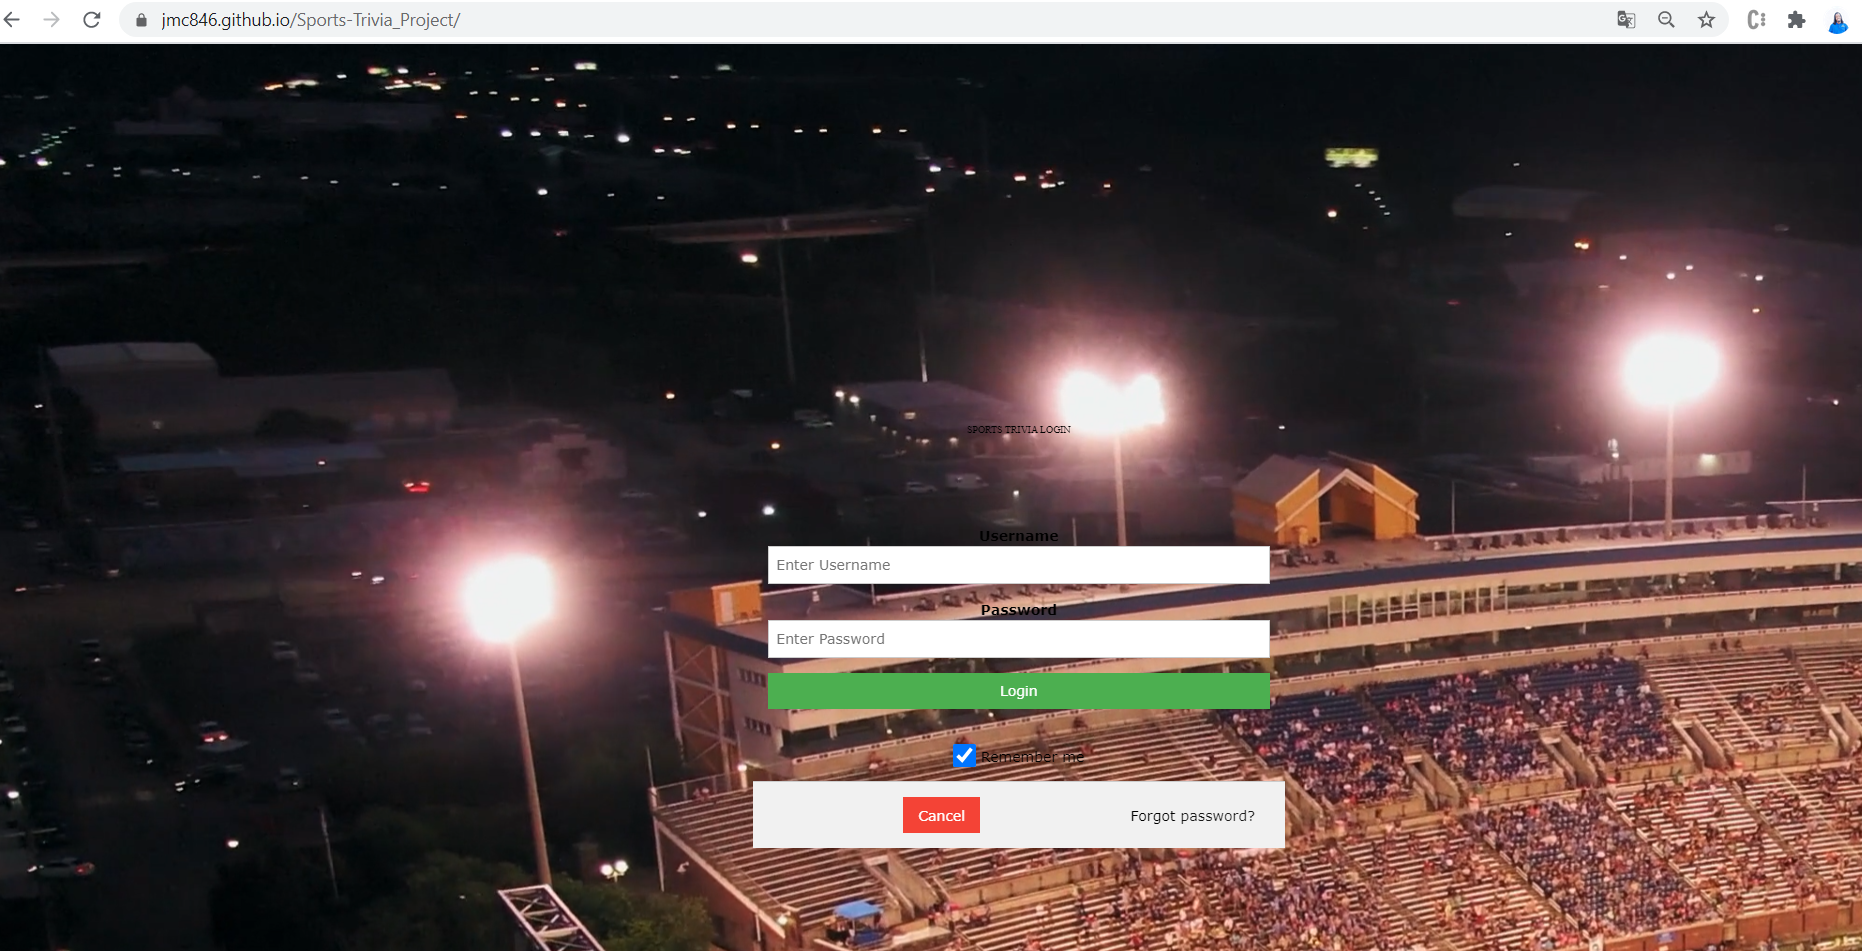 jmc846.github.io/Sports-Trivia_Project/
SPORTS TRIVIA LOGIN
Username
Enter Username
Password
Enter Password
Login
Remember me
Cancel
Forgot password?